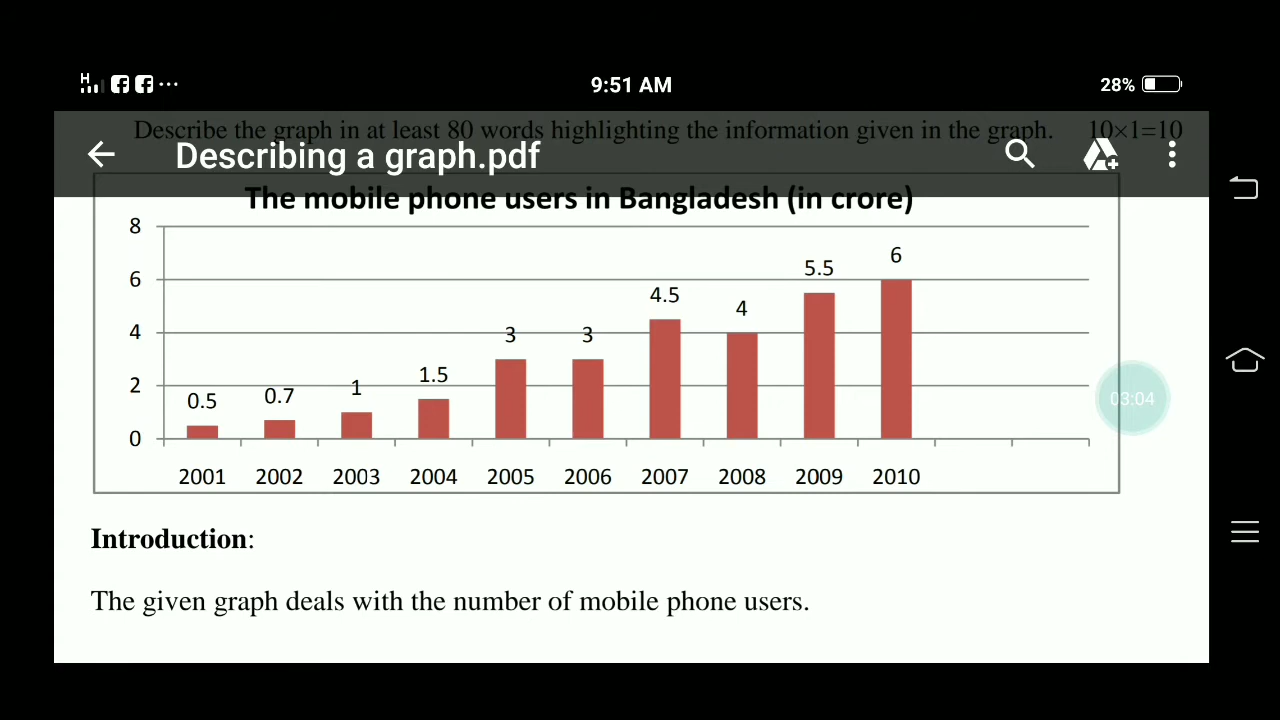 H 9:51 AM 28%
Describe the graph in at least 80 words highlighting the information given in the graph. 10×1=10
Describing a graph.pdf
The mobile phone users in Bangladesh (in crore)
8
6
4
2
0
0.5 0.7 1 1.5 3 3 4.5 4 5.5 6
2001 2002 2003 2004 2005 2006 2007 2008 2009 2010
03:04
Introduction:
The given graph deals with the number of mobile phone users.